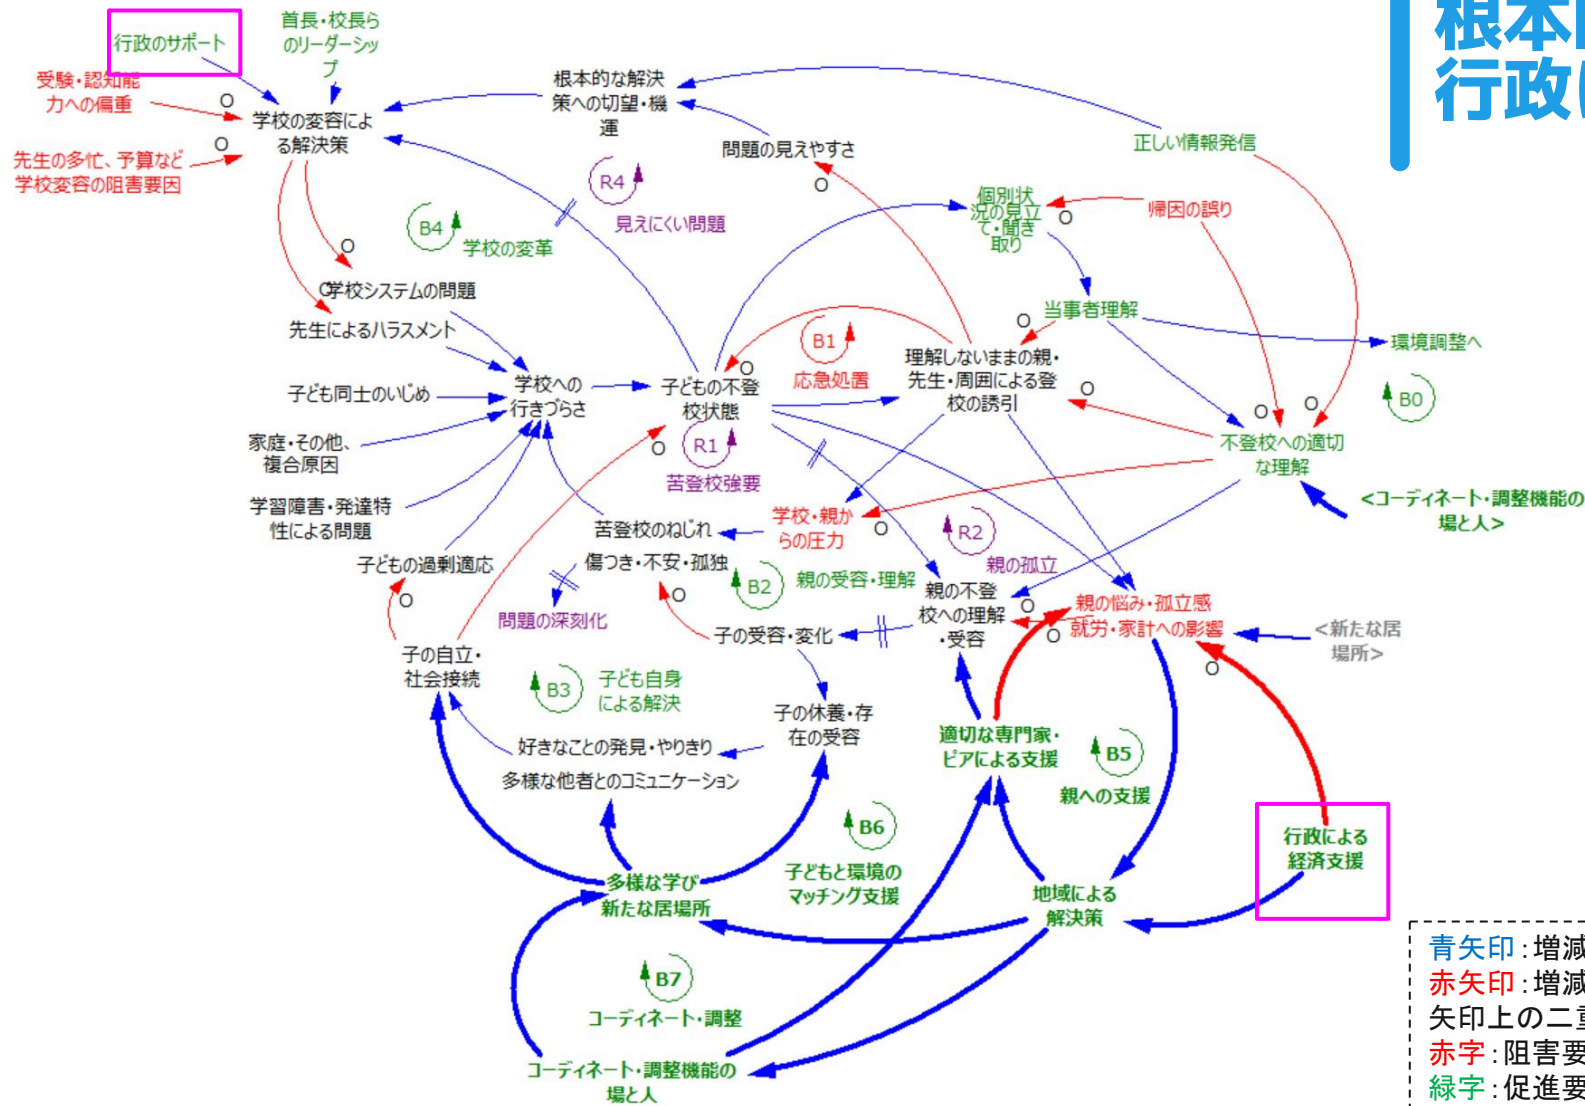 根本
行政に
行政のサポート
首長・校長ら
のリーダーシッ
プ
受験・認知能
力への偏重
O
学校の変容によ
る解決策
O
先生の多忙、予算など
学校変容の阻害要因
根本的な解決
策への切望・機
運
問題の見えやすさ
O
正しい情報発信
R4
見えにくい問題
B4
学校の変革
個別状
況の見立
て・聞き
取り
O
帰因の誤り
O
O
学校システムの問題
先生によるハラスメント
当事者理解
O
環境調整へ
B0
B1
応急処置
理解しないままの親・
先生・周囲による登
校の誘引
O
O
O
O
子ども同士のいじめ
学校への
行きづらさ
子どもの不登
校状態
家庭・その他、
複合原因
O
R1
苦登校強要
不登校への適切
な理解
学習障害・発達特
性による問題
苦登校のねじれ
学校・親か
らの圧力
O
<コーディネート・調整機能の
場と人>
R2
親の孤立
子どもの過剰適応
傷つき・不安・孤独
B2
親の受容・理解
O
O
問題の深刻化
親の不登
校への理解
・受容
O
O
親の悩み・孤立感
就労・家計への影響
<新たな居
場所>
子の受容・変化
O
子の自立・
社会接続
B3
子ども自身
による解決
子の休養・存
在の受容
好きなことの発見・やりきり
多様な他者とのコミュニケーション
適切な専門家・
ピアによる支援
B5
親への支援
B6
子どもと環境の
マッチング支援
行政による
経済支援
多様な学び
新たな居場所
地域による
解決策
B7
コーディネート・調整
コーディネート・調整機能の
場と人
青矢印：増減
赤矢印：増減
矢印上の二重
赤字：阻害要
緑字：促進要